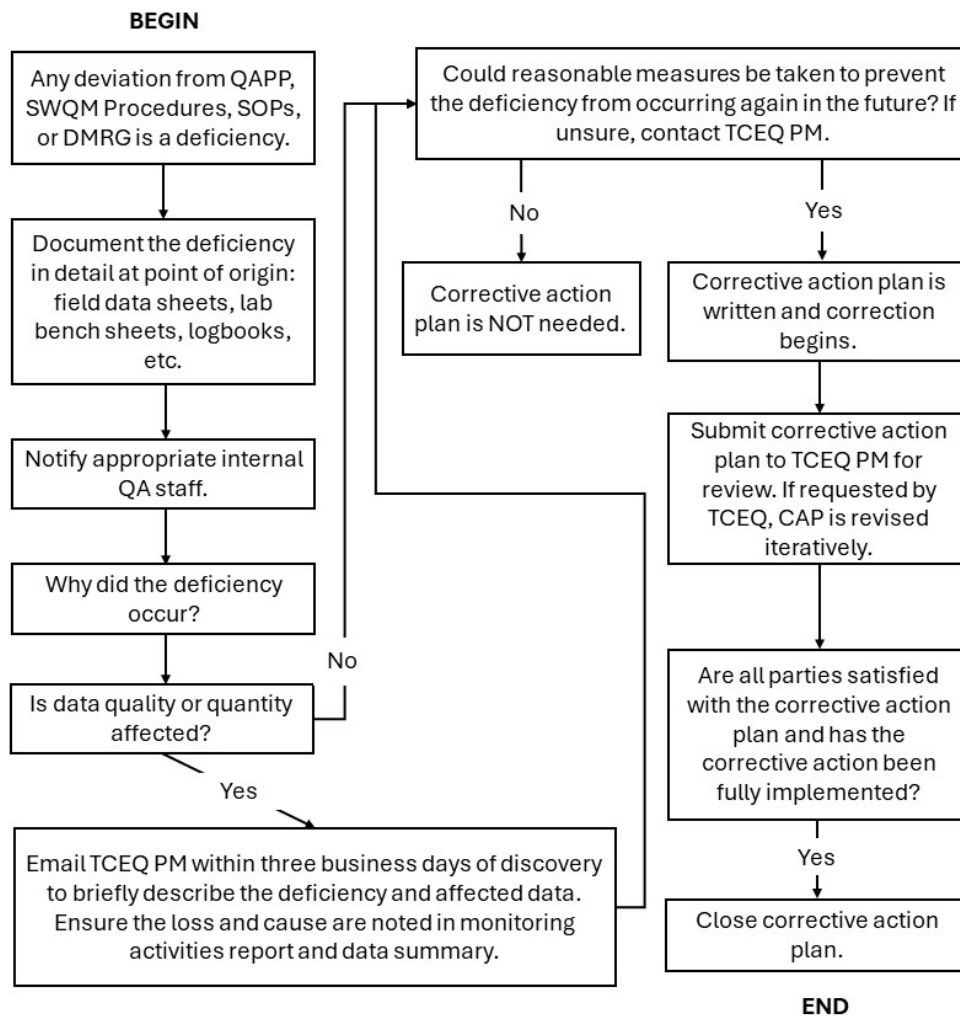 BEGIN
Any deviation from QAPP,
SWQM Procedures, SOPs,
or DMRG is a deficiency.
Document the deficiency
in detail at point of origin:
field data sheets, lab
bench sheets, logbooks,
etc.
Notify appropriate internal
QA staff.
Why did the deficiency
occur?
Is data quality or quantity
affected?
No
Yes
Email TCEQ PM within three business days of discovery
to briefly describe the deficiency and affected data.
Ensure the loss and cause are noted in monitoring
activities report and data summary.
Could reasonable measures be taken to prevent
the deficiency from occurring again in the future? If
unsure, contact TCEQ PM.
No
Yes
Corrective action
plan is NOT needed.
Corrective action plan is
written and correction
begins.
Submit corrective action
plan to TCEQ PM for
review. If requested by
TCEQ, CAP is revised
iteratively.
Are all parties satisfied
with the corrective action
plan and has the
corrective action been
fully implemented?
Yes
Close corrective action
plan.
END